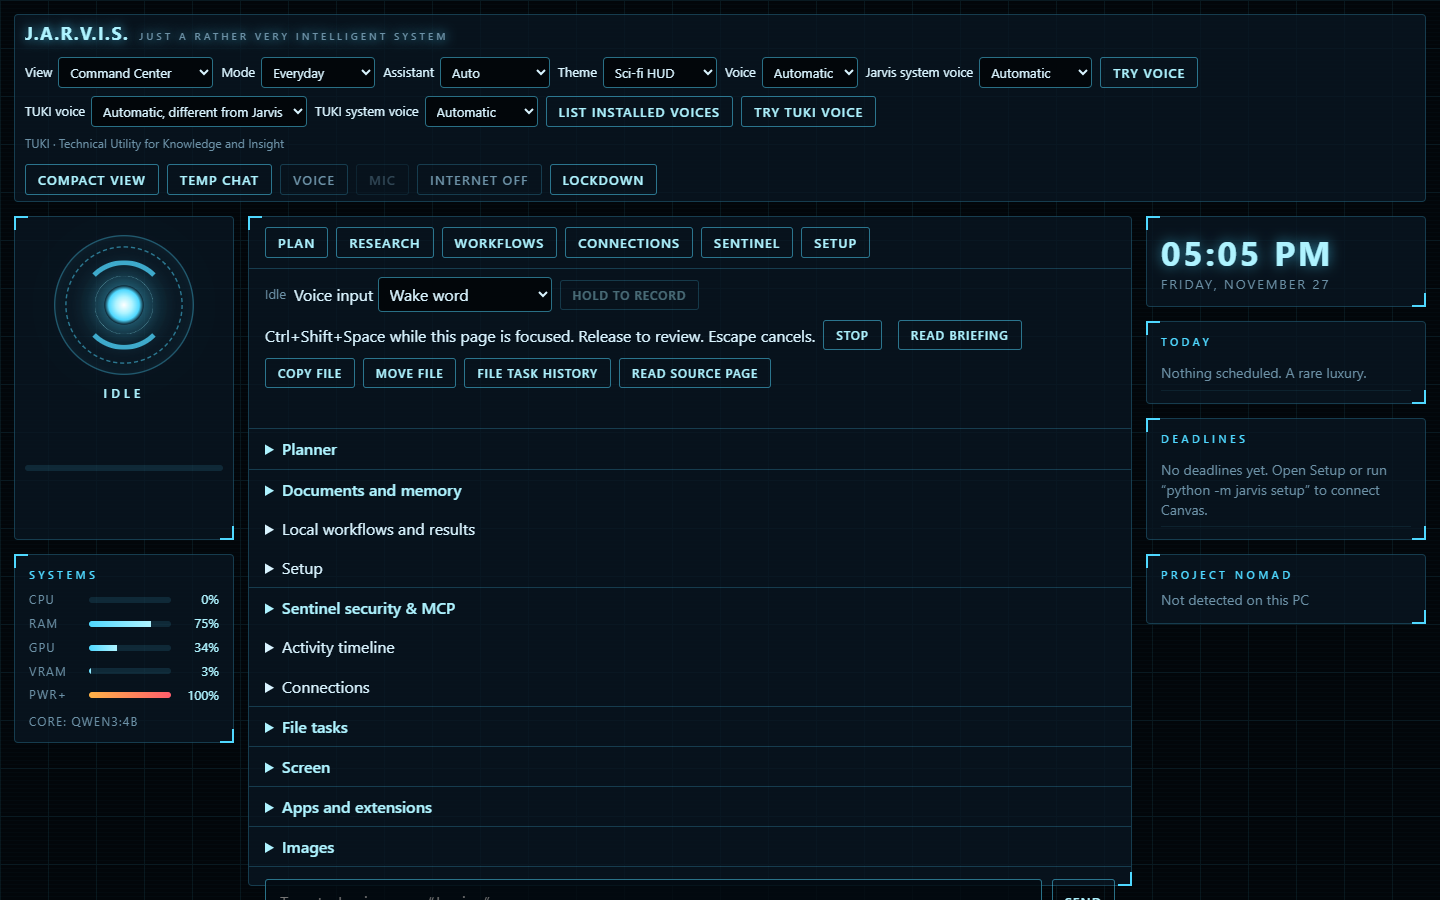 J.A.R.V.I.S. JUST A RATHER VERY INTELLIGENT SYSTEM
View Command Center Mode Everyday Assistant Auto Theme Sci-fi HUD Voice Automatic Jarvis system voice Automatic TRY VOICE
TUKI voice Automatic, different from Jarvis TUKI system voice Automatic LIST INSTALLED VOICES TRY TUKI VOICE
TUKI · Technical Utility for Knowledge and Insight
COMPACT VIEW TEMP CHAT VOICE MIC INTERNET OFF LOCKDOWN
IDLE
SYSTEMS
CPU 0%
RAM 75%
GPU 34%
VRAM 3%
PWR+ 100%
CORE: QWEN3:4B
PLAN RESEARCH WORKFLOWS CONNECTIONS SENTINEL SETUP
Idle Voice input Wake word HOLD TO RECORD
Ctrl+Shift+Space while this page is focused. Release to review. Escape cancels. STOP READ BRIEFING
COPY FILE MOVE FILE FILE TASK HISTORY READ SOURCE PAGE
Planner
Documents and memory
Local workflows and results
Setup
Sentinel security & MCP
Activity timeline
Connections
File tasks
Screen
Apps and extensions
Images
SEND
05:05 PM
FRIDAY, NOVEMBER 27
TODAY
Nothing scheduled. A rare luxury.
DEADLINES
No deadlines yet. Open Setup or run
“python -m jarvis setup” to connect
Canvas.
PROJECT NOMAD
Not detected on this PC